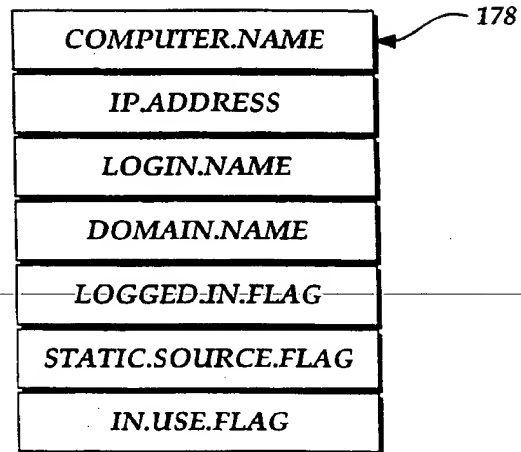 178
COMPUTER.NAME
IP.ADDRESS
LOGIN.NAME
DOMAIN.NAME
LOGGED.IN.FLAG
STATIC.SOURCE.FLAG
IN.USE.FLAG